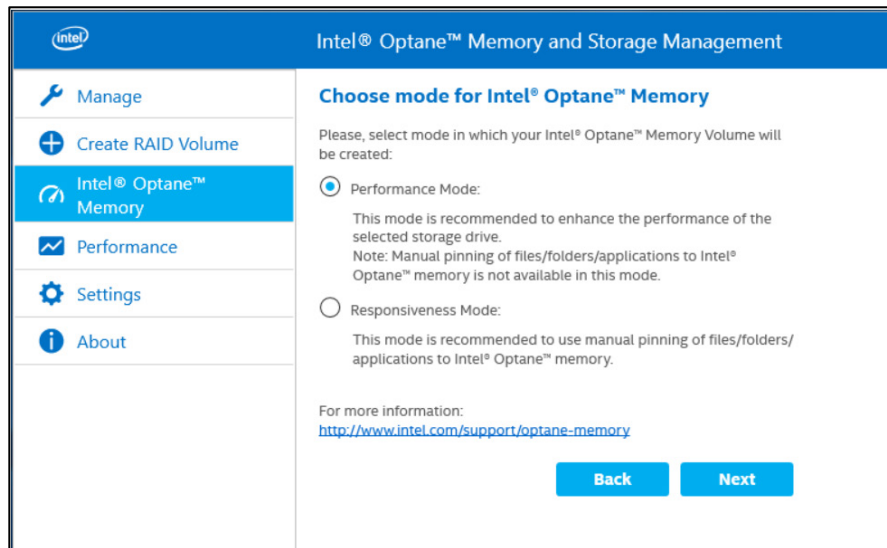 intel
Intel® Optane™ Memory and Storage Management
Manage
Create RAID Volume
Intel® Optane™
Memory
Performance
Settings
About
Choose mode for Intel® Optane™ Memory
Please, select mode in which your Intel® Optane™ Memory Volume will
be created:
Performance Mode:
This mode is recommended to enhance the performance of the
selected storage drive.
Note: Manual pinning of files/folders/applications to Intel®
Optane™ memory is not available in this mode.
Responsiveness Mode:
This mode is recommended to use manual pinning of files/folders/
applications to Intel® Optane™ memory.
For more information:
http://www.intel.com/support/optane-memory
Back
Next